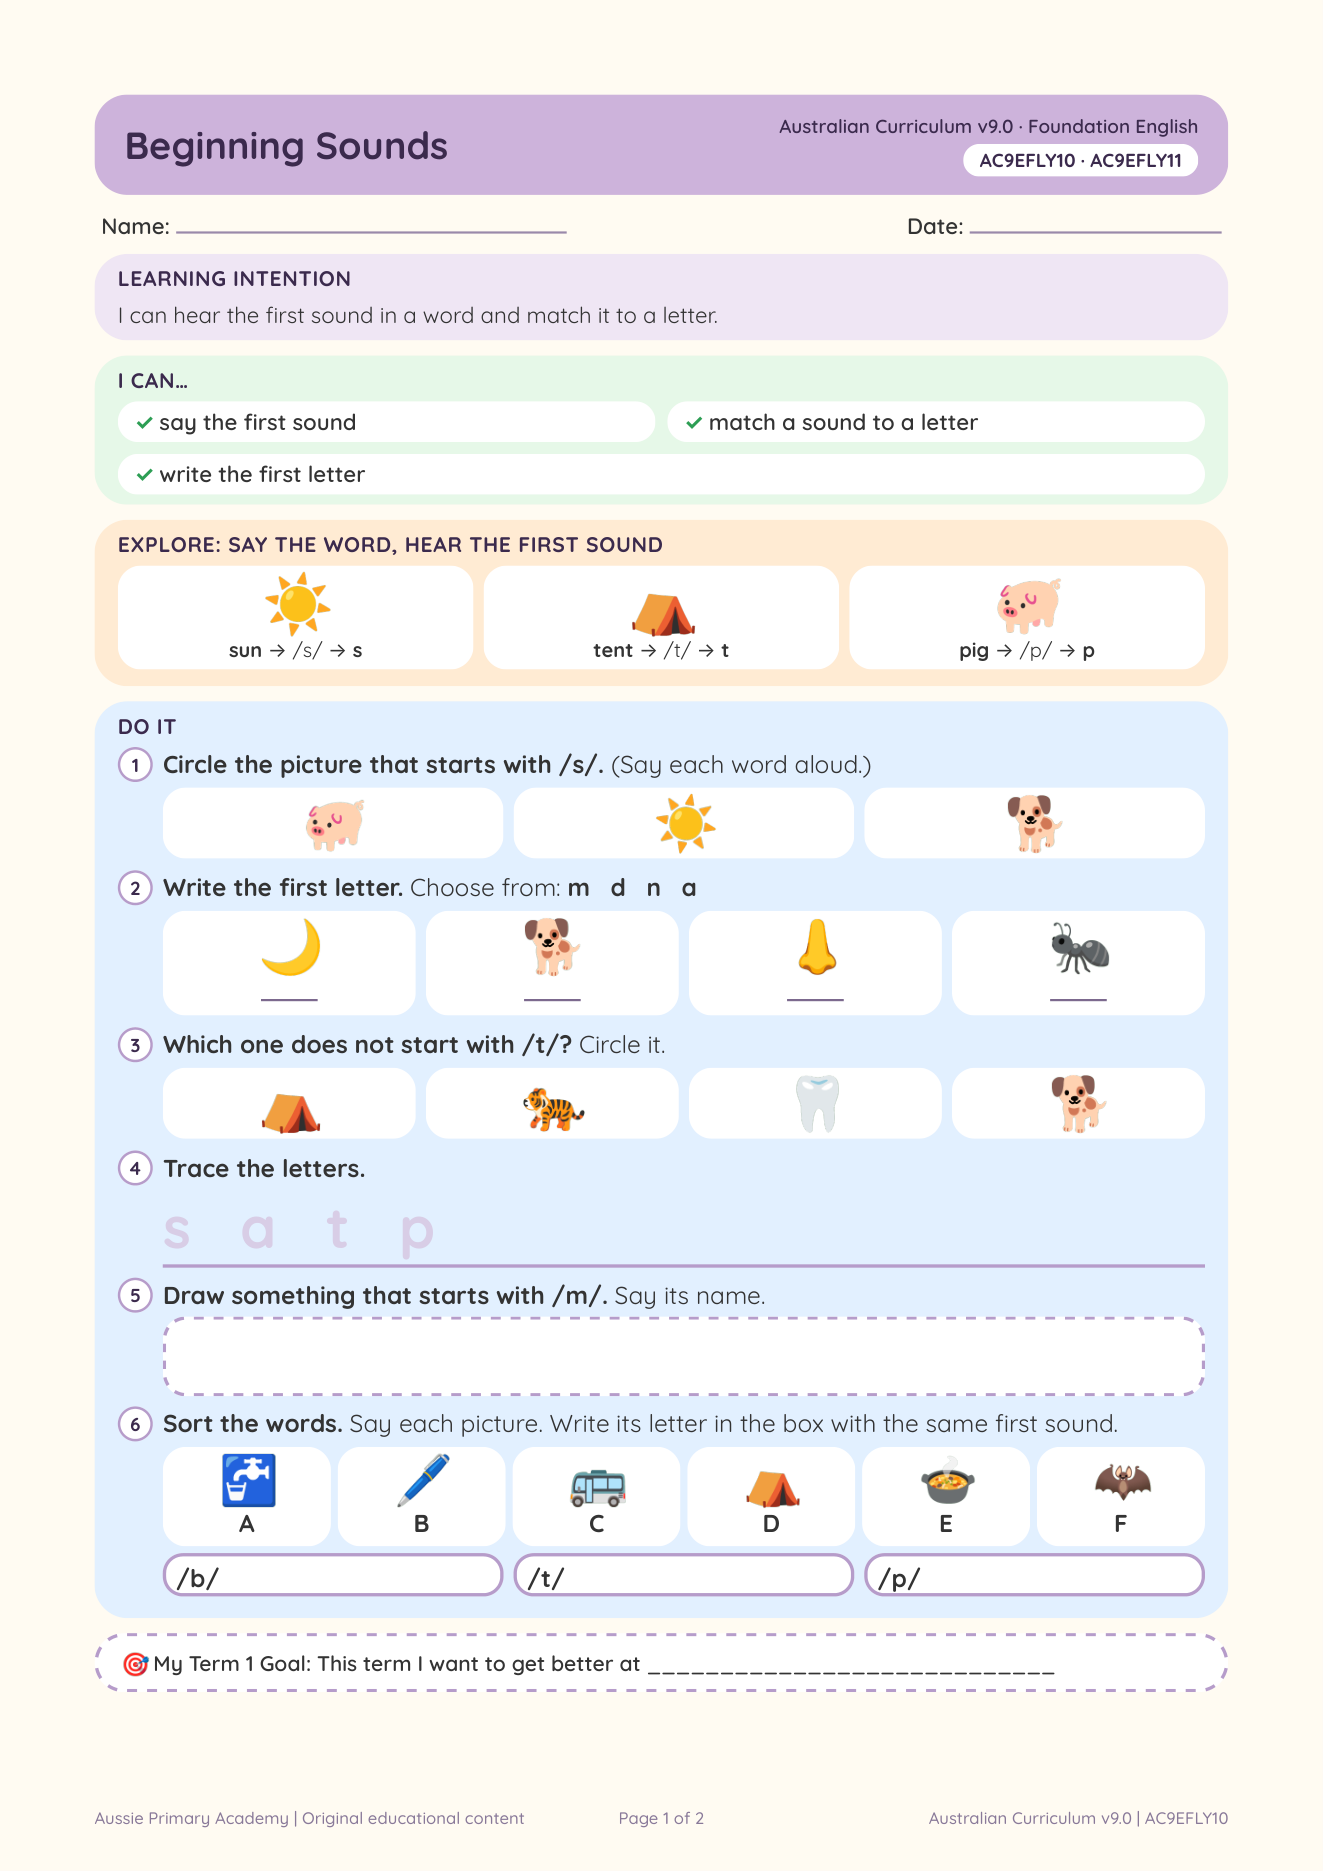 Beginning Sounds
Australian Curriculum v9.0 · Foundation English
AC9EFLY10 · AC9EFLY11
Name: Date:
LEARNING INTENTION
I can hear the first sound in a word and match it to a letter.
I CAN…
✓ say the first sound ✓ match a sound to a letter
✓ write the first letter
EXPLORE: SAY THE WORD, HEAR THE FIRST SOUND
sun → /s/ → s tent → /t/ → t pig → /p/ → p
DO IT
1 Circle the picture that starts with /s/. (Say each word aloud.)
2 Write the first letter. Choose from: m d n a
3 Which one does not start with /t/? Circle it.
4 Trace the letters.
s a t p
5 Draw something that starts with /m/. Say its name.
6 Sort the words. Say each picture. Write its letter in the box with the same first sound.
A B C D E F
/b/ /t/ /p/
My Term 1 Goal: This term I want to get better at ____________________________
Aussie Primary Academy | Original educational content Page 1 of 2 Australian Curriculum v9.0 | AC9EFLY10